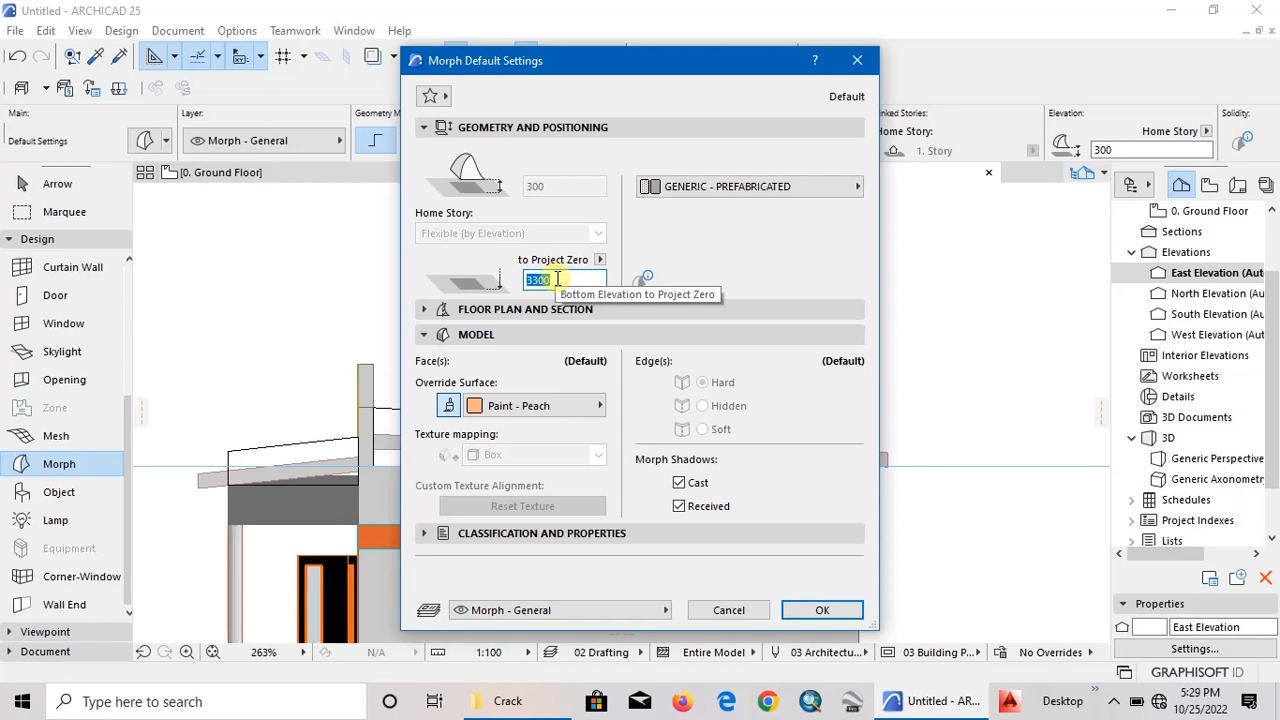 Untitled - ARCHICAD 25
File Edit View Design Document Options Teamwork Window Help
Main:
Default Settings
Layer:
Morph - General
Geometry M
[0. Ground Floor]
Arrow
Marquee
Design
Curtain Wall
Door
Window
Skylight
Opening
Zone
Mesh
Morph
Object
Lamp
Equipment
Corner-Window
Wall End
Viewpoint
Document
Morph Default Settings
?
Default
GEOMETRY AND POSITIONING
300
GENERIC - PREFABRICATED
Home Story:
Flexible (by Elevation)
to Project Zero
3300
Bottom Elevation to Project Zero
FLOOR PLAN AND SECTION
MODEL
Face(s):
(Default)
Edge(s):
(Default)
Override Surface:
Hard
Paint - Peach
Hidden
Texture mapping:
Soft
Box
Morph Shadows:
Custom Texture Alignment:
Cast
Reset Texture
Received
CLASSIFICATION AND PROPERTIES
Morph - General
Cancel
OK
inked Stories:
Home Story:
1. Story
Elevation:
Home Story
300
Solidity:
0. Ground Floor
Sections
Elevations
East Elevation (Aut
North Elevation (Au
South Elevation (Au
West Elevation (Aut
Interior Elevations
Worksheets
Details
3D Documents
3D
Generic Perspective
Generic Axonometry
Schedules
Project Indexes
Lists
Properties
East Elevation
Settings...
263%
N/A
1:100
02 Drafting
Entire Model
03 Architectu...
03 Building P...
No Overrides
GRAPHISOFT ID
Type here to search
Crack
Untitled - ARC...
Desktop
5:29 PM
10/25/2022